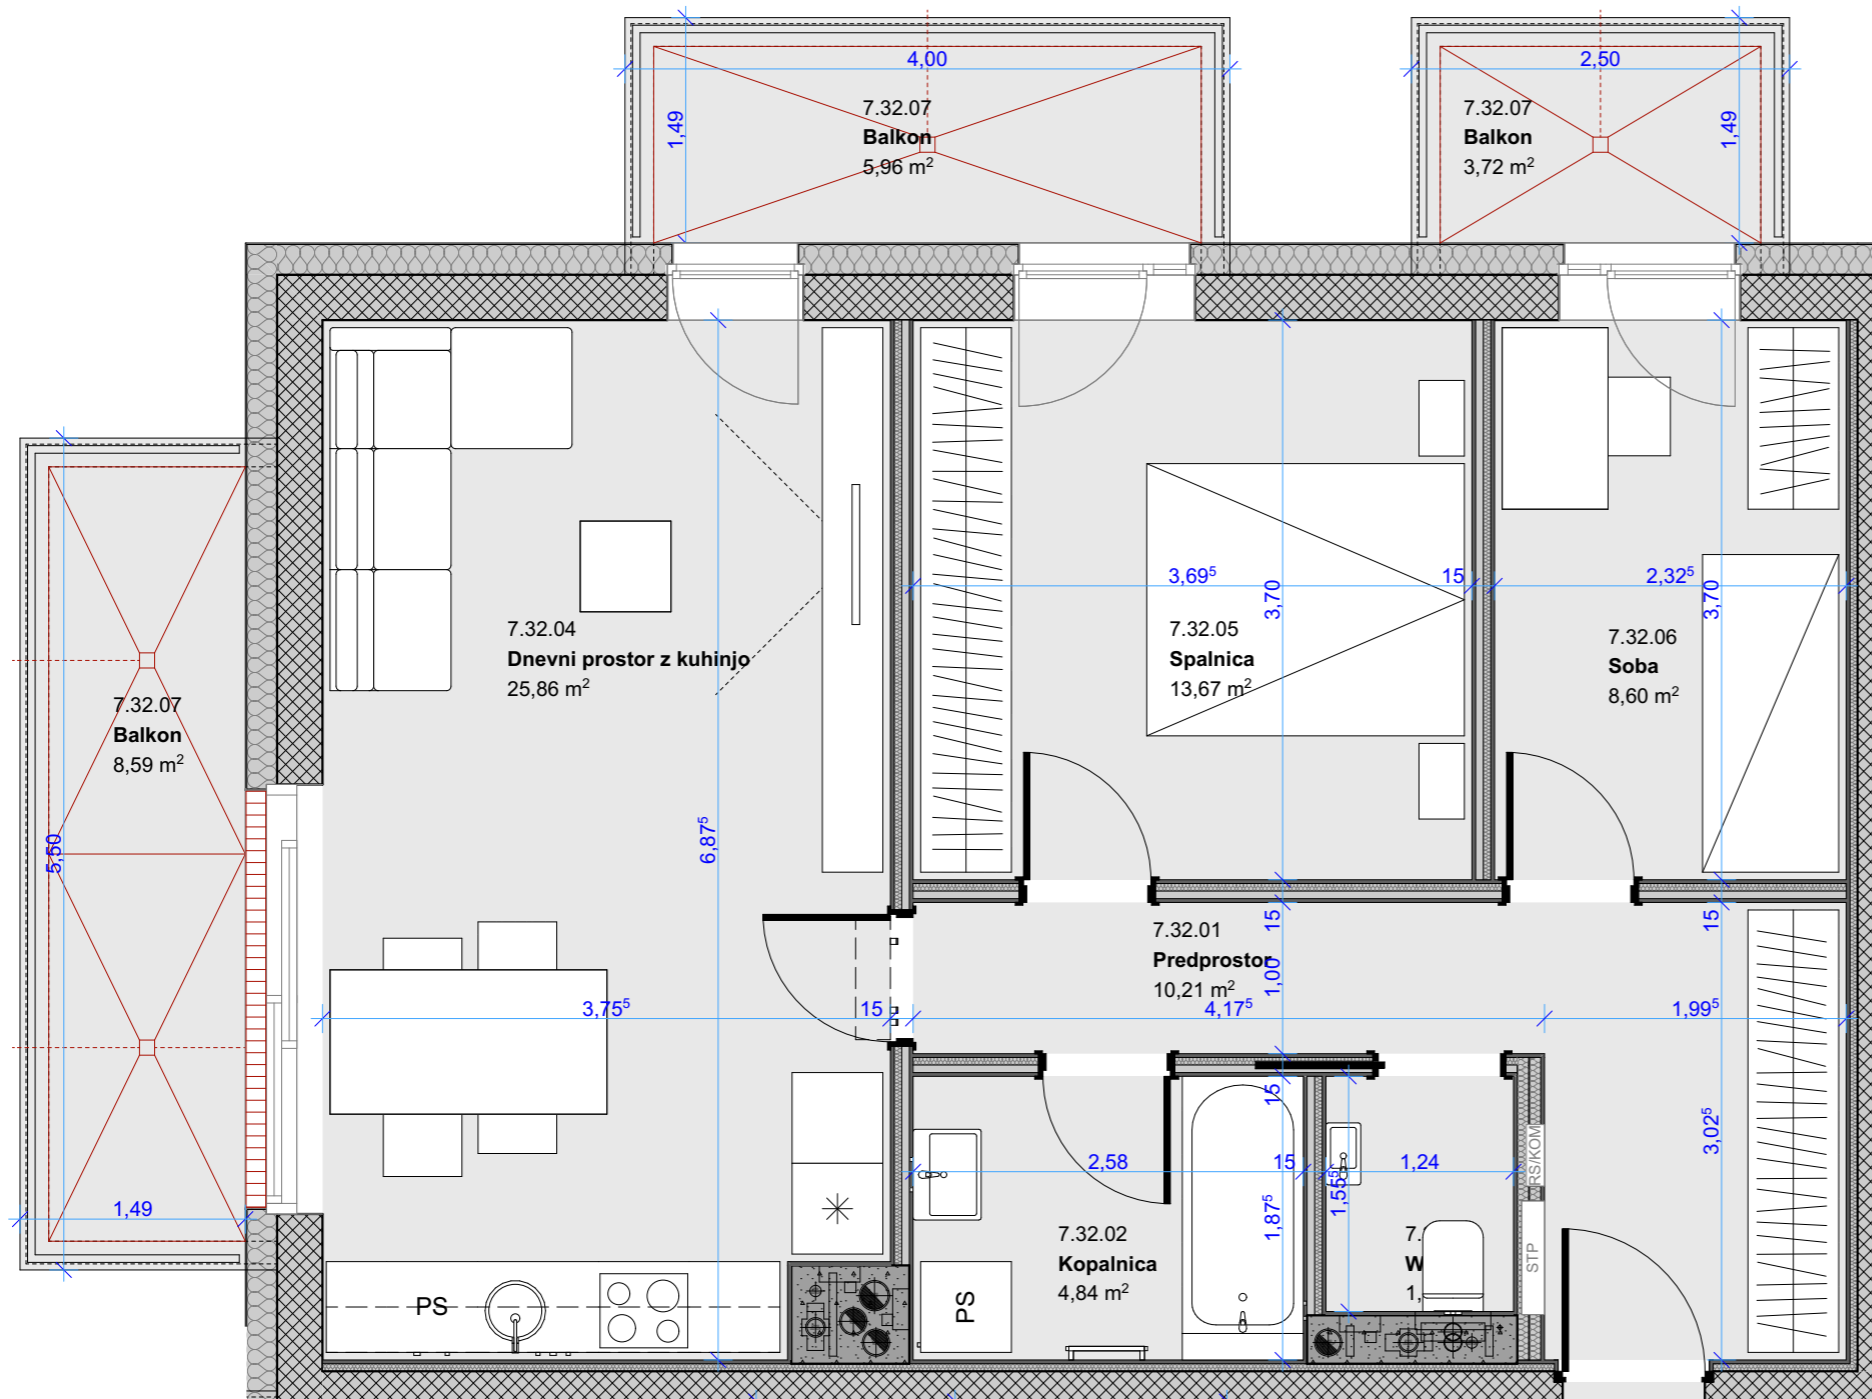 4,00
2,50
1,49
7.32.07
Balkon
5,96 m²
7.32.07
Balkon
3,72 m²
1,49
3,69⁵
15
2,32⁵
3,70
3,70
7.32.04
Dnevni prostor z kuhinjo
25,86 m²
7.32.05
Spalnica
13,67 m²
7.32.06
Soba
8,60 m²
7.32.07
Balkon
8,59 m²
5,50
6,87⁵
15
15
7.32.01
Predprostor
10,21 m²
1,00
3,75⁵
15
4,17⁵
1,99⁵
15
3,02⁵
RS/KOM
2,58
15
1,24
1,55⁵
1,49
1,87⁵
7.32.02
Kopalnica
4,84 m²
7.
W
1,
STP
PS
PS